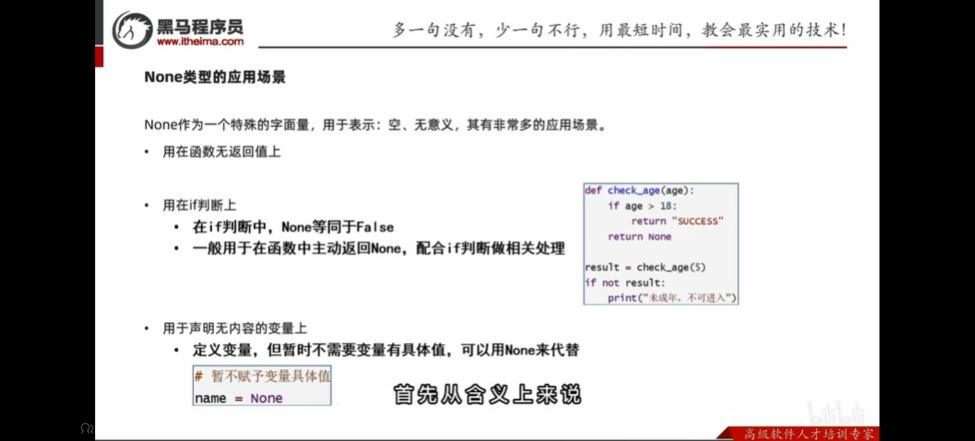 黑马程序员
www.itheima.com
多一句没有，少一句不行，用最短时间，教会最实用的技术！
None类型的应用场景
None作为一个特殊的字面量，用于表示：空、无意义，其有非常多的应用场景。
• 用在函数无返回值上
• 用在if判断上
• 在if判断中，None等同于False
• 一般用于在函数中主动返回None，配合if判断做相关处理
def check_age(age):
if age > 18:
return "SUCCESS"
return None
result = check_age(5)
if not result:
print("未成年，不可进入")
• 用于声明无内容的变量上
• 定义变量，但暂时不需要变量有具体值，可以用None来代替
# 暂不赋予变量具体值
name = None
首先从含义上来说
bilibili
高级软件人才培训专家